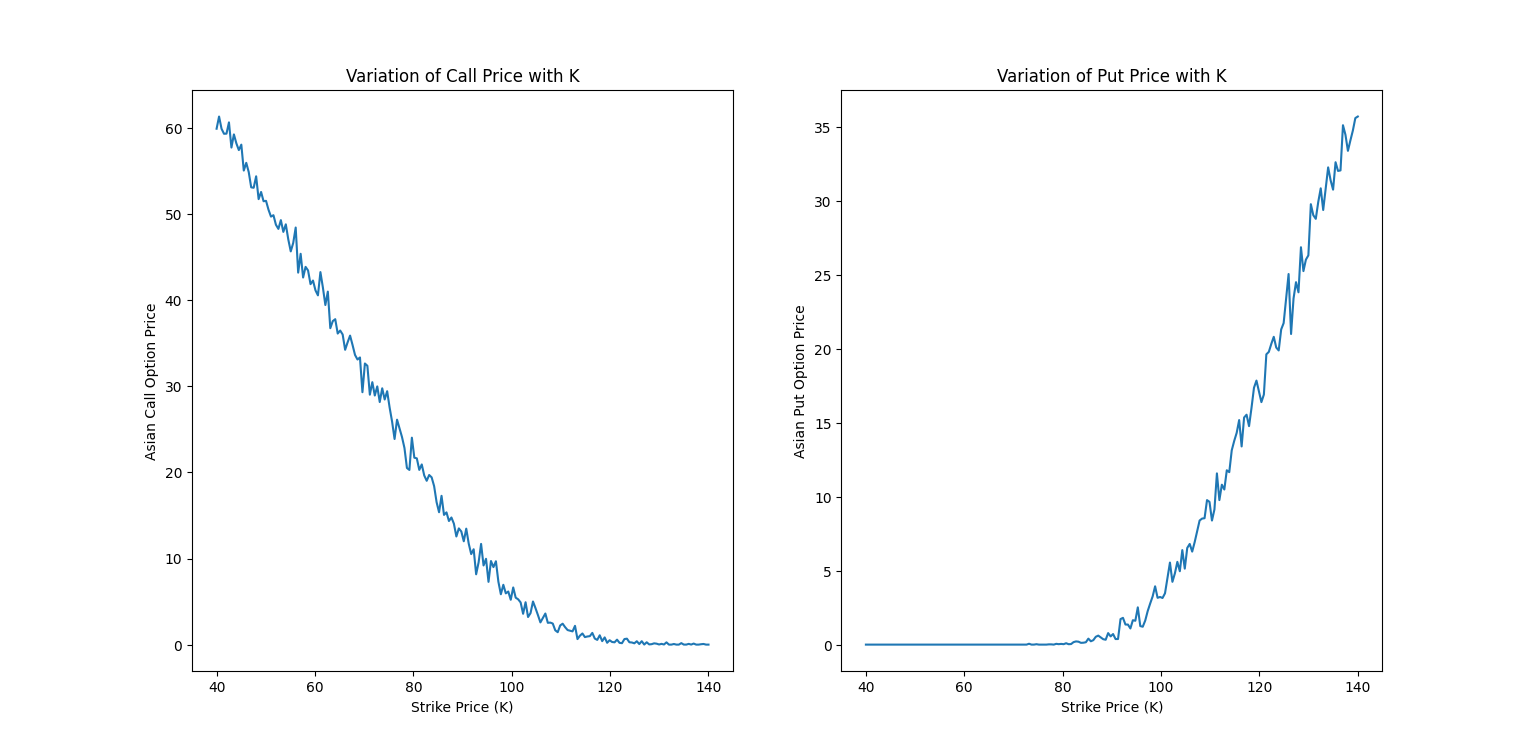 Variation of Call Price with K
Asian Call Option Price
60
50
40
30
20
10
0
40 60 80 100 120 140
Strike Price (K)
Variation of Put Price with K
Asian Put Option Price
35
30
25
20
15
10
5
0
40 60 80 100 120 140
Strike Price (K)